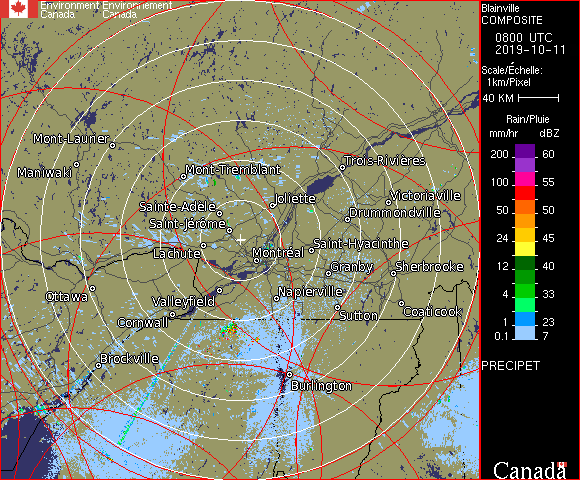 Environment Environnement
Canada Canada
Blainville
COMPOSITE
0800 UTC
2019-10-11
Scale/Échelle:
1km/Pixel
40 KM
Rain/Pluie
mm/hr dBZ
200 60
100 55
50 50
24 45
12 40
4 33
1 23
0.1 7
PRECIPET
Mont-Laurier
Maniwaki
Mont-Tremblant
Trois-Rivières
Sainte-Adele
Joliette
Victoriaville
Saint-Jérôme
Drummondville
Lachute
Montréal
Saint-Hyacinthe
Granby
Sherbrooke
Ottawa
Valleyfield
Napierville
Cornwall
Sutton
Coaticook
Brockville
Burlington
Canada